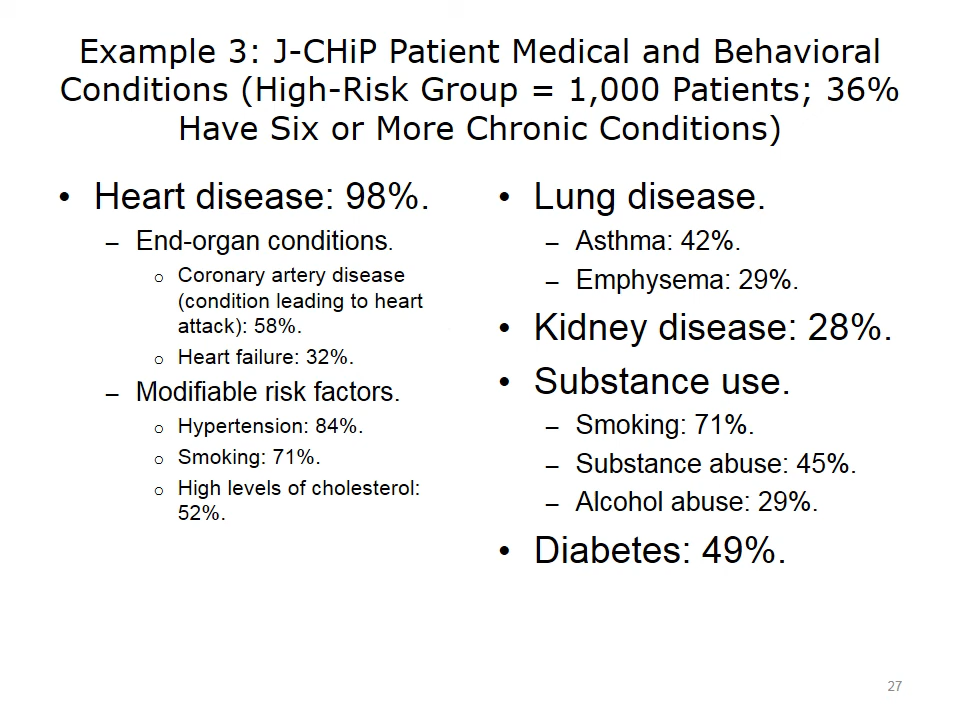 Example 3: J-CHiP Patient Medical and Behavioral
Conditions (High-Risk Group = 1,000 Patients; 36%
Have Six or More Chronic Conditions)
• Heart disease: 98%.
– End-organ conditions.
o Coronary artery disease
(condition leading to heart
attack): 58%.
o Heart failure: 32%.
– Modifiable risk factors.
o Hypertension: 84%.
o Smoking: 71%.
o High levels of cholesterol:
52%.
• Lung disease.
– Asthma: 42%.
– Emphysema: 29%.
• Kidney disease: 28%.
• Substance use.
– Smoking: 71%.
– Substance abuse: 45%.
– Alcohol abuse: 29%.
• Diabetes: 49%.
27